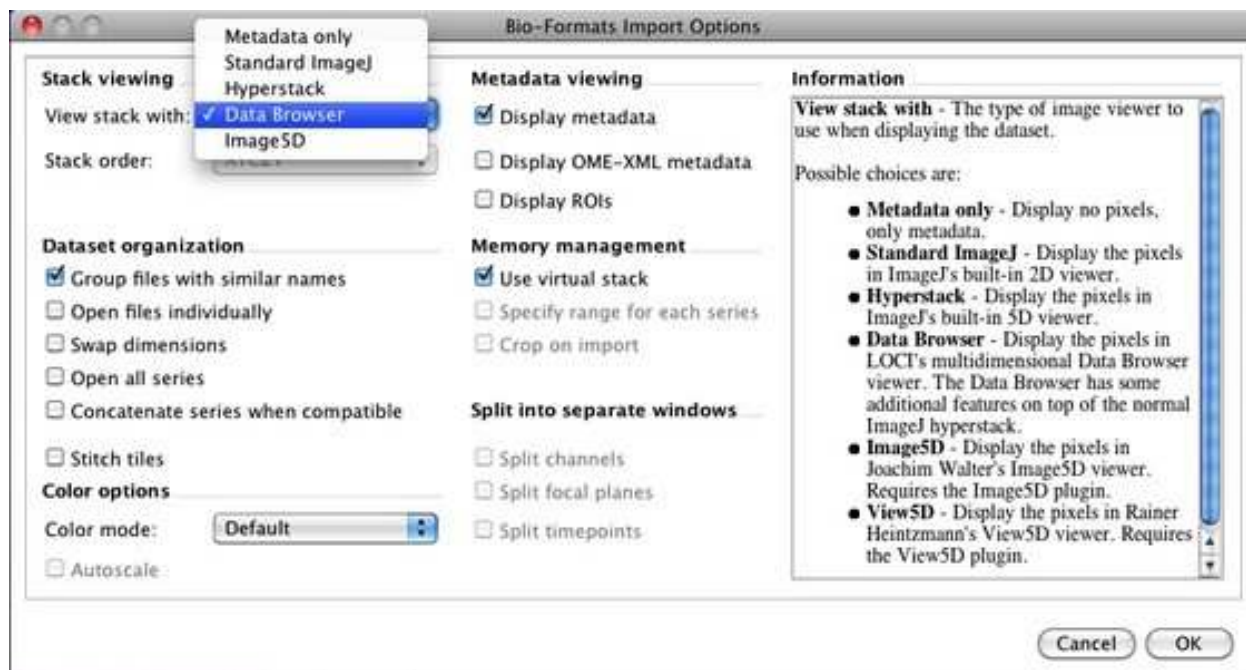 Bio-Formats Import Options
Metadata only
Standard ImageJ
Hyperstack
✓ Data Browser
Image5D
Stack viewing
View stack with:
Stack order:
Dataset organization
Group files with similar names
Open files individually
Swap dimensions
Open all series
Concatenate series when compatible
Stitch tiles
Color options
Color mode: Default
Autoscale
Metadata viewing
Display metadata
Display OME-XML metadata
Display ROIs
Memory management
Use virtual stack
Specify range for each series
Crop on import
Split into separate windows
Split channels
Split focal planes
Split timepoints
Information
View stack with - The type of image viewer to
use when displaying the dataset.
Possible choices are:
● Metadata only - Display no pixels,
only metadata.
● Standard ImageJ - Display the pixels
in ImageJ's built-in 2D viewer.
● Hyperstack - Display the pixels in
ImageJ's built-in 5D viewer.
● Data Browser - Display the pixels in
LOCI's multidimensional Data Browser
viewer. The Data Browser has some
additional features on top of the normal
ImageJ hyperstack.
● Image5D - Display the pixels in
Joachim Walter's Image5D viewer.
Requires the Image5D plugin.
● View5D - Display the pixels in Rainer
Heintzmann's View5D viewer. Requires
the View5D plugin.
Cancel
OK